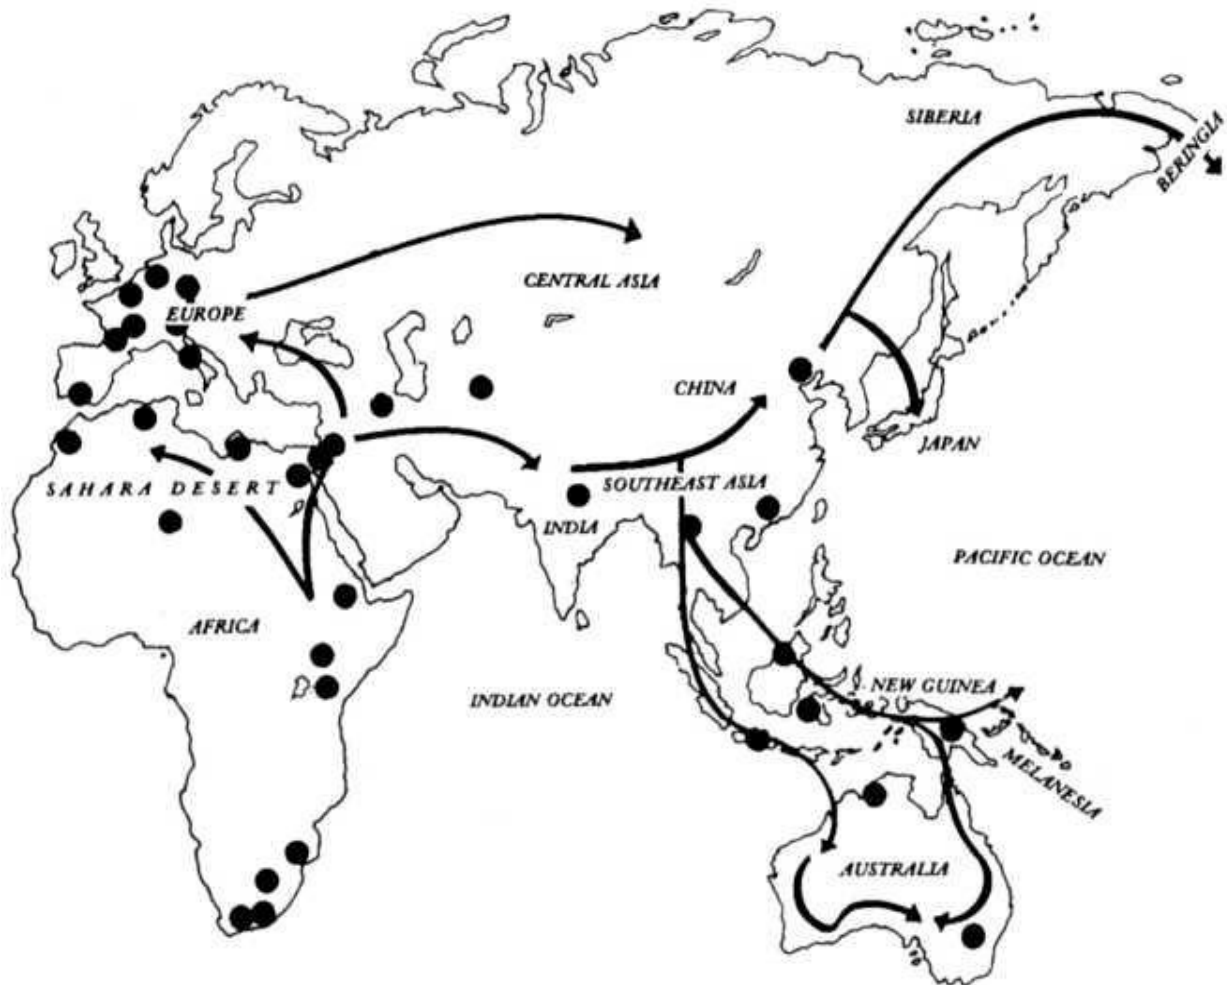 SIBERIA
BERINGIA
CENTRAL ASIA
EUROPE
CHINA
JAPAN
SAHARA DESERT
SOUTHEAST ASIA
INDIA
PACIFIC OCEAN
AFRICA
INDIAN OCEAN
NEW GUINEA
MELANESIA
AUSTRALIA